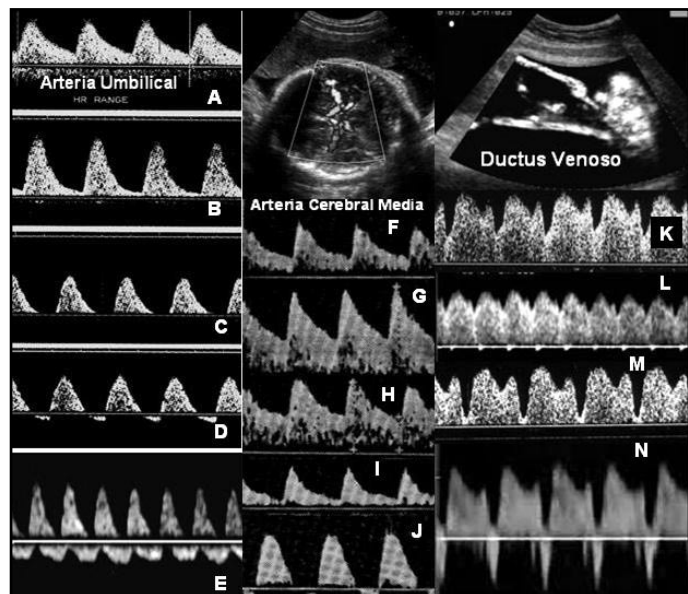 Arteria Umbilical
HR RANGE
A
B
C
D
E
Arteria Cerebral Media
F
G
H
I
J
Ductus Venoso
K
L
M
N